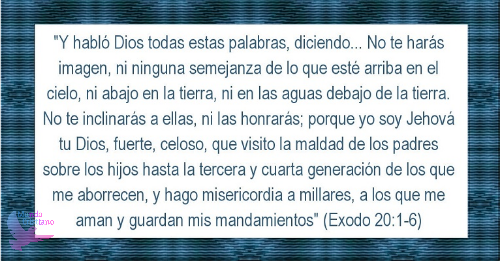 "Y habló Dios todas estas palabras, diciendo... No te harás
imagen, ni ninguna semejanza de lo que esté arriba en el
cielo, ni abajo en la tierra, ni en las aguas debajo de la tierra.
No te inclinarás a ellas, ni las honrarás; porque yo soy Jehová
tu Dios, fuerte, celoso, que visito la maldad de los padres
sobre los hijos hasta la tercera y cuarta generación de los que
me aborrecen, y hago misericordia a millares, a los que me
aman y guardan mis mandamientos" (Exodo 20:1-6)